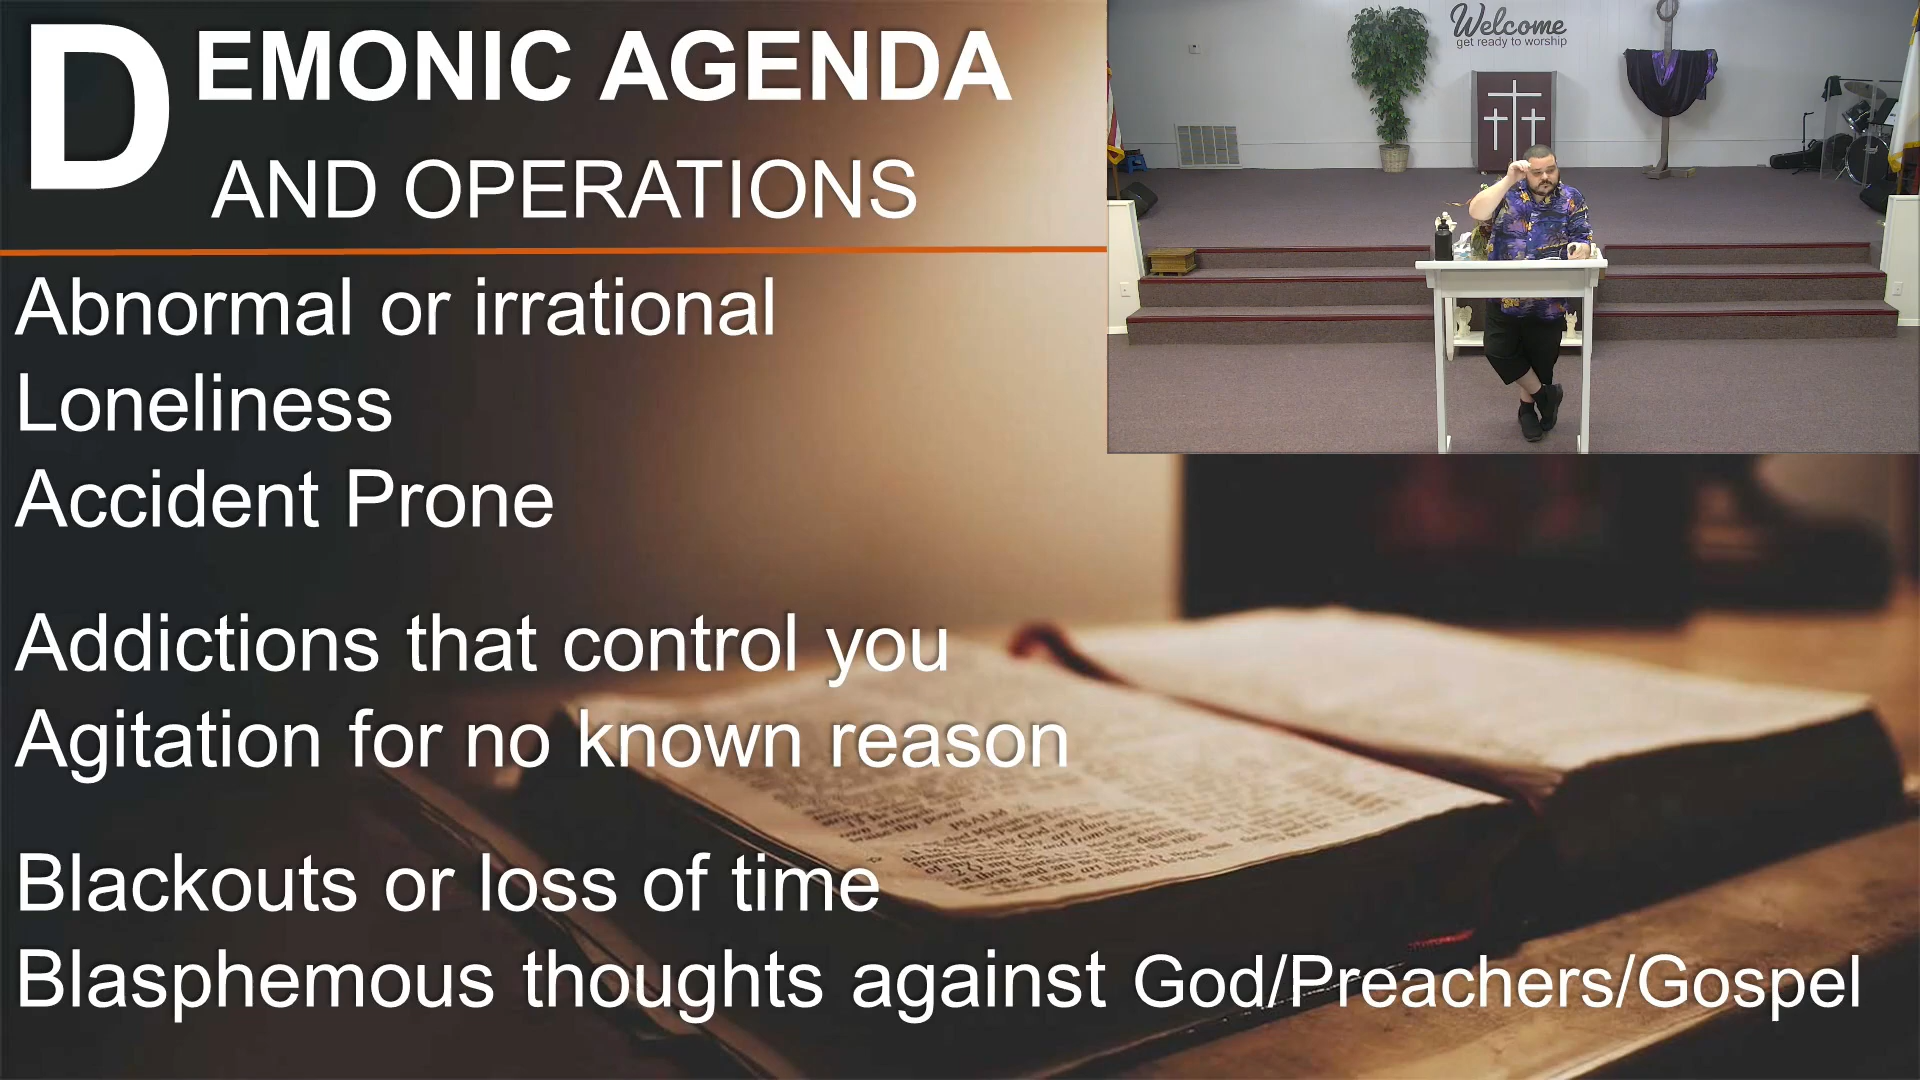 DEMONIC AGENDA
AND OPERATIONS
Welcome
get ready to worship
Abnormal or irrational
Loneliness
Accident Prone
Addictions that control you
Agitation for no known reason
Blackouts or loss of time
Blasphemous thoughts against God/Preachers/Gospel
PSALM